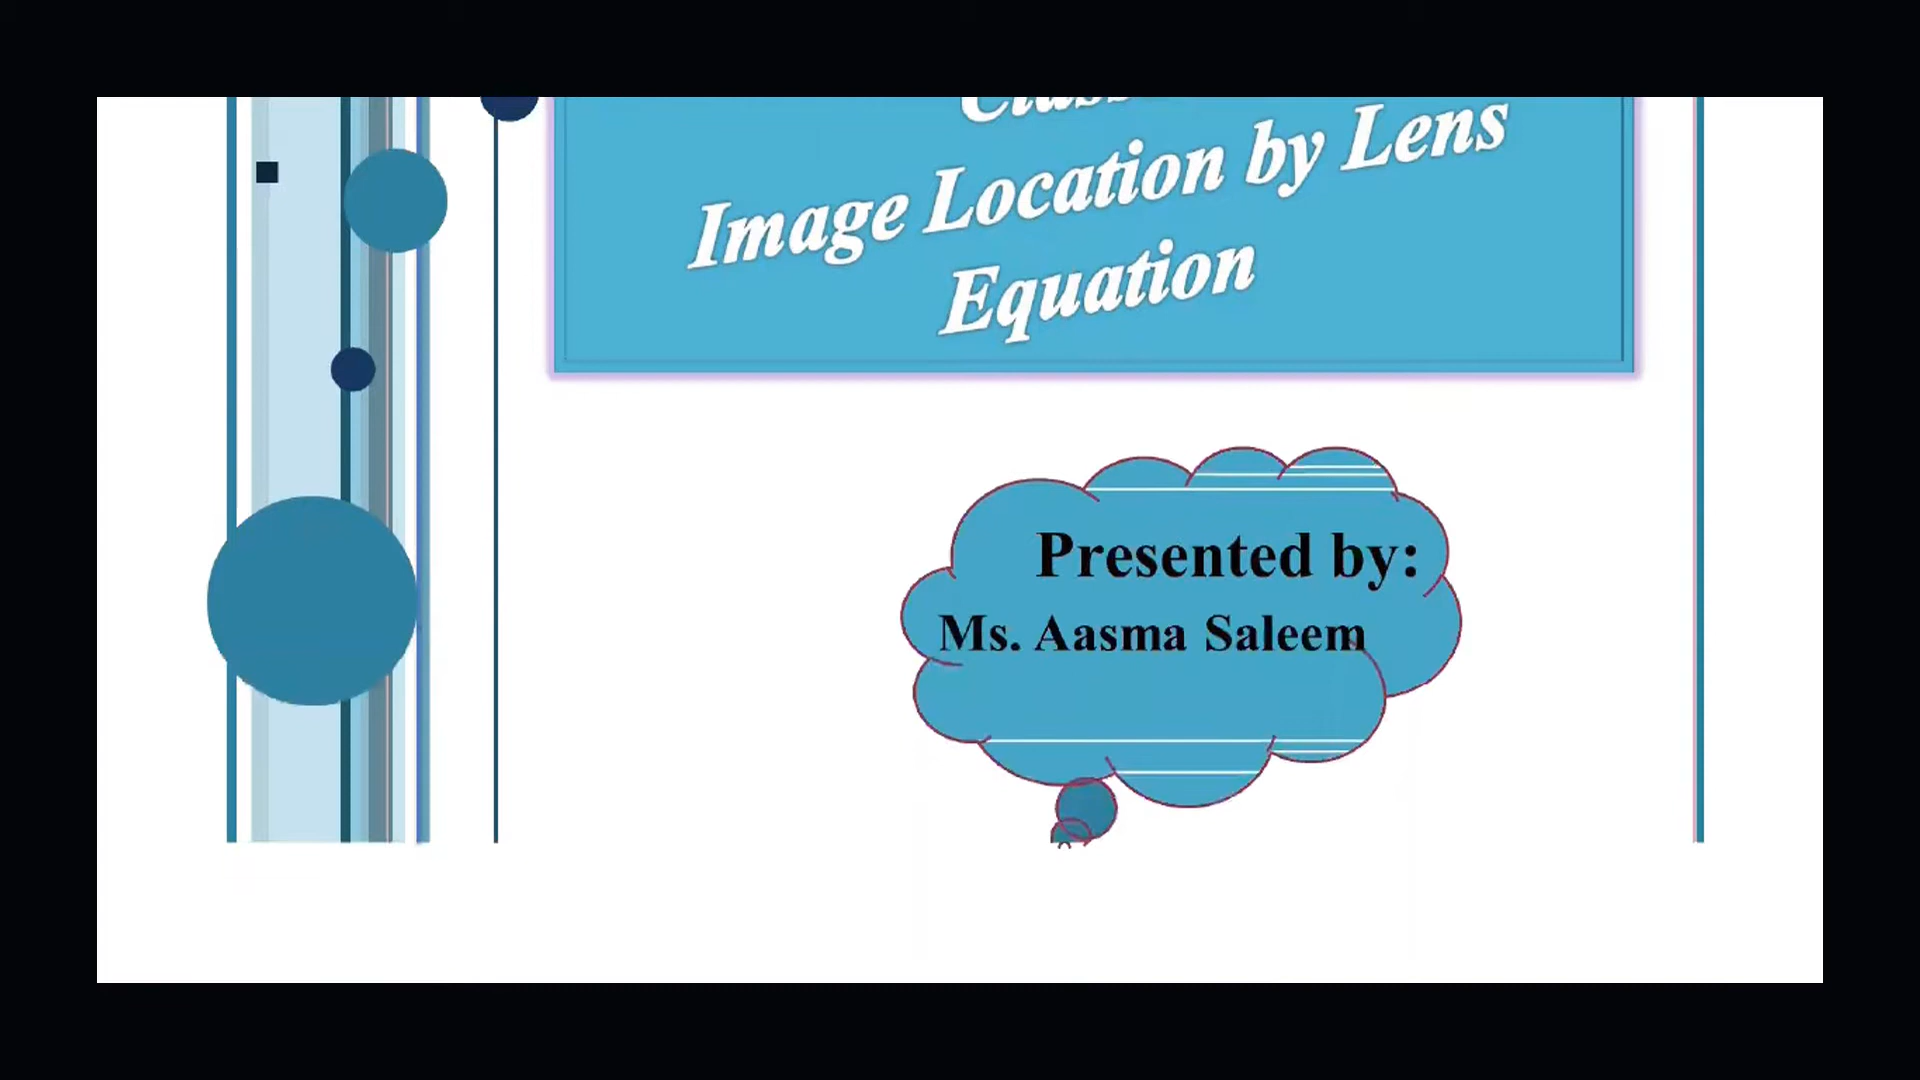 Image Location by Lens
Equation
Presented by:
Ms. Aasma Saleem